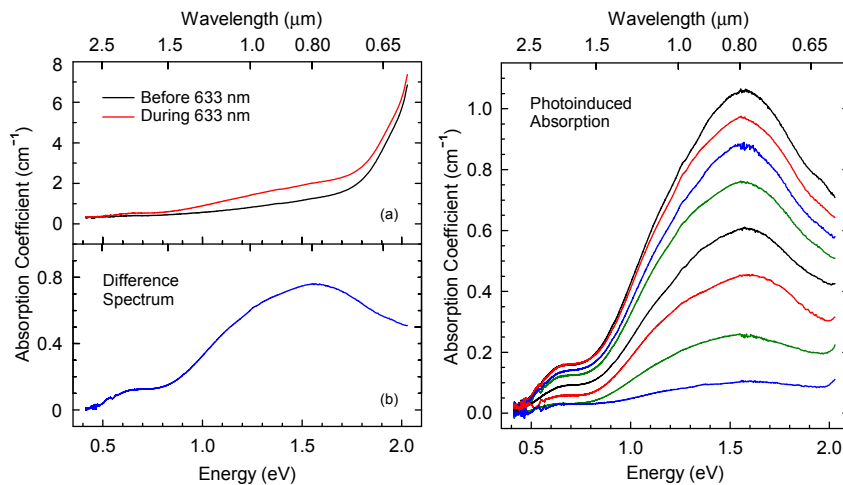 Wavelength (μm)
2.5 1.5 1.0 0.80 0.65
8
6
4
2
0
Before 633 nm
During 633 nm
(a)
0.8
0.4
0
Difference
Spectrum
(b)
Absorption Coefficient (cm⁻¹)
0.5 1.0 1.5 2.0
Energy (eV)
Wavelength (μm)
2.5 1.5 1.0 0.80 0.65
1.0
0.8
0.6
0.4
0.2
0.0
Photoinduced
Absorption
Absorption Coefficient (cm⁻¹)
0.5 1.0 1.5 2.0
Energy (eV)